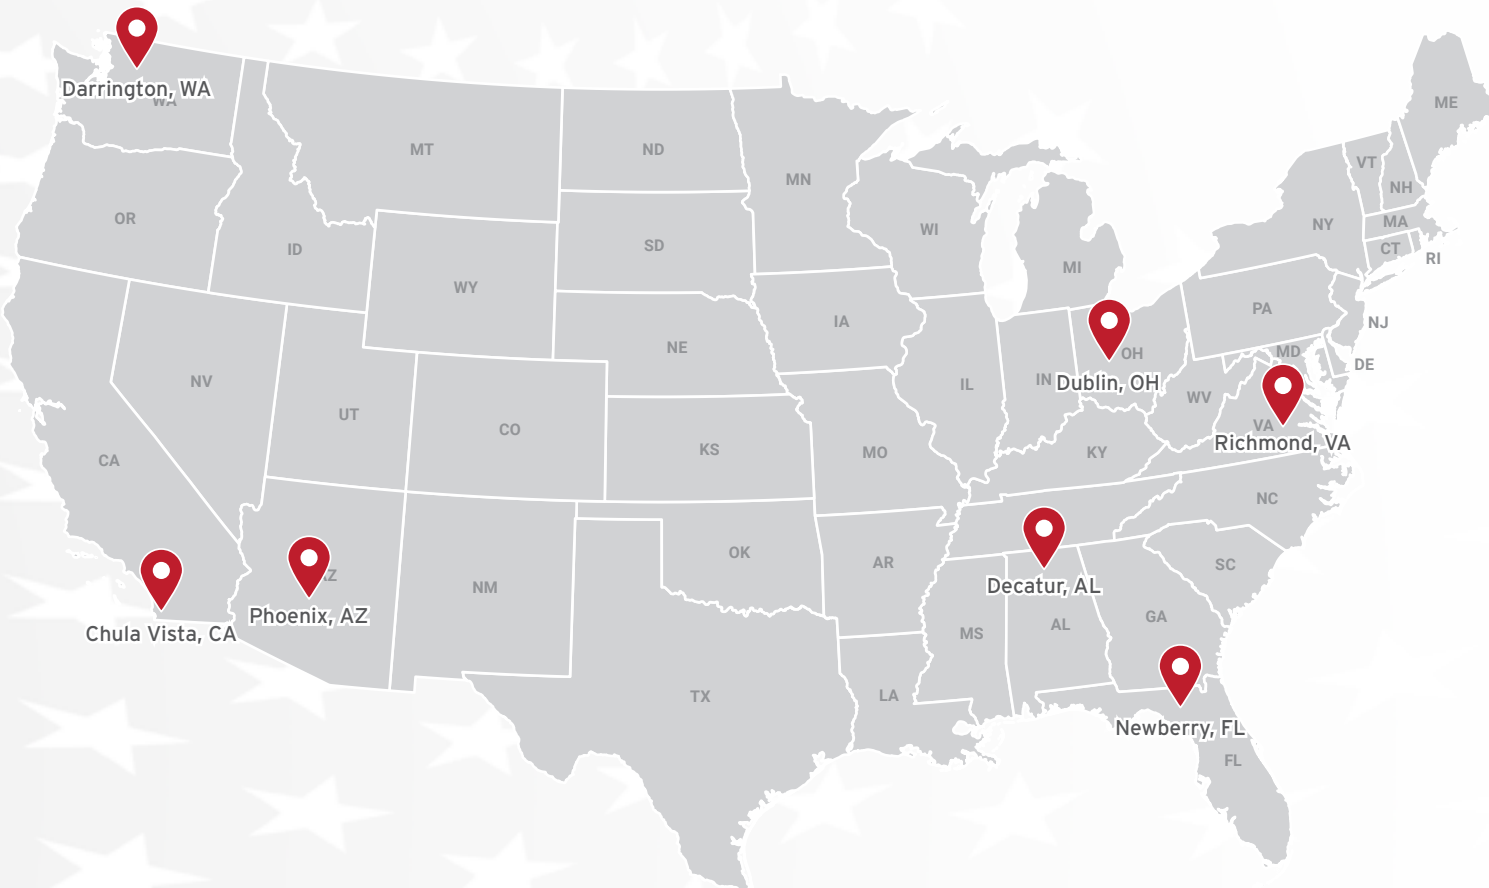 Darrington, WA
WA
MT
ND
MN
ME
VT
NH
OR
ID
SD
WI
NY
MA
CT
RI
WY
MI
IA
PA
NJ
NE
OH
MD
DE
NV
UT
CO
IL
IN
Dublin, OH
WV
VA
Richmond, VA
CA
KS
MO
KY
NC
AZ
NM
OK
AR
SC
Decatur, AL
Phoenix, AZ
Chula Vista, CA
MS
AL
GA
TX
LA
Newberry, FL
FL